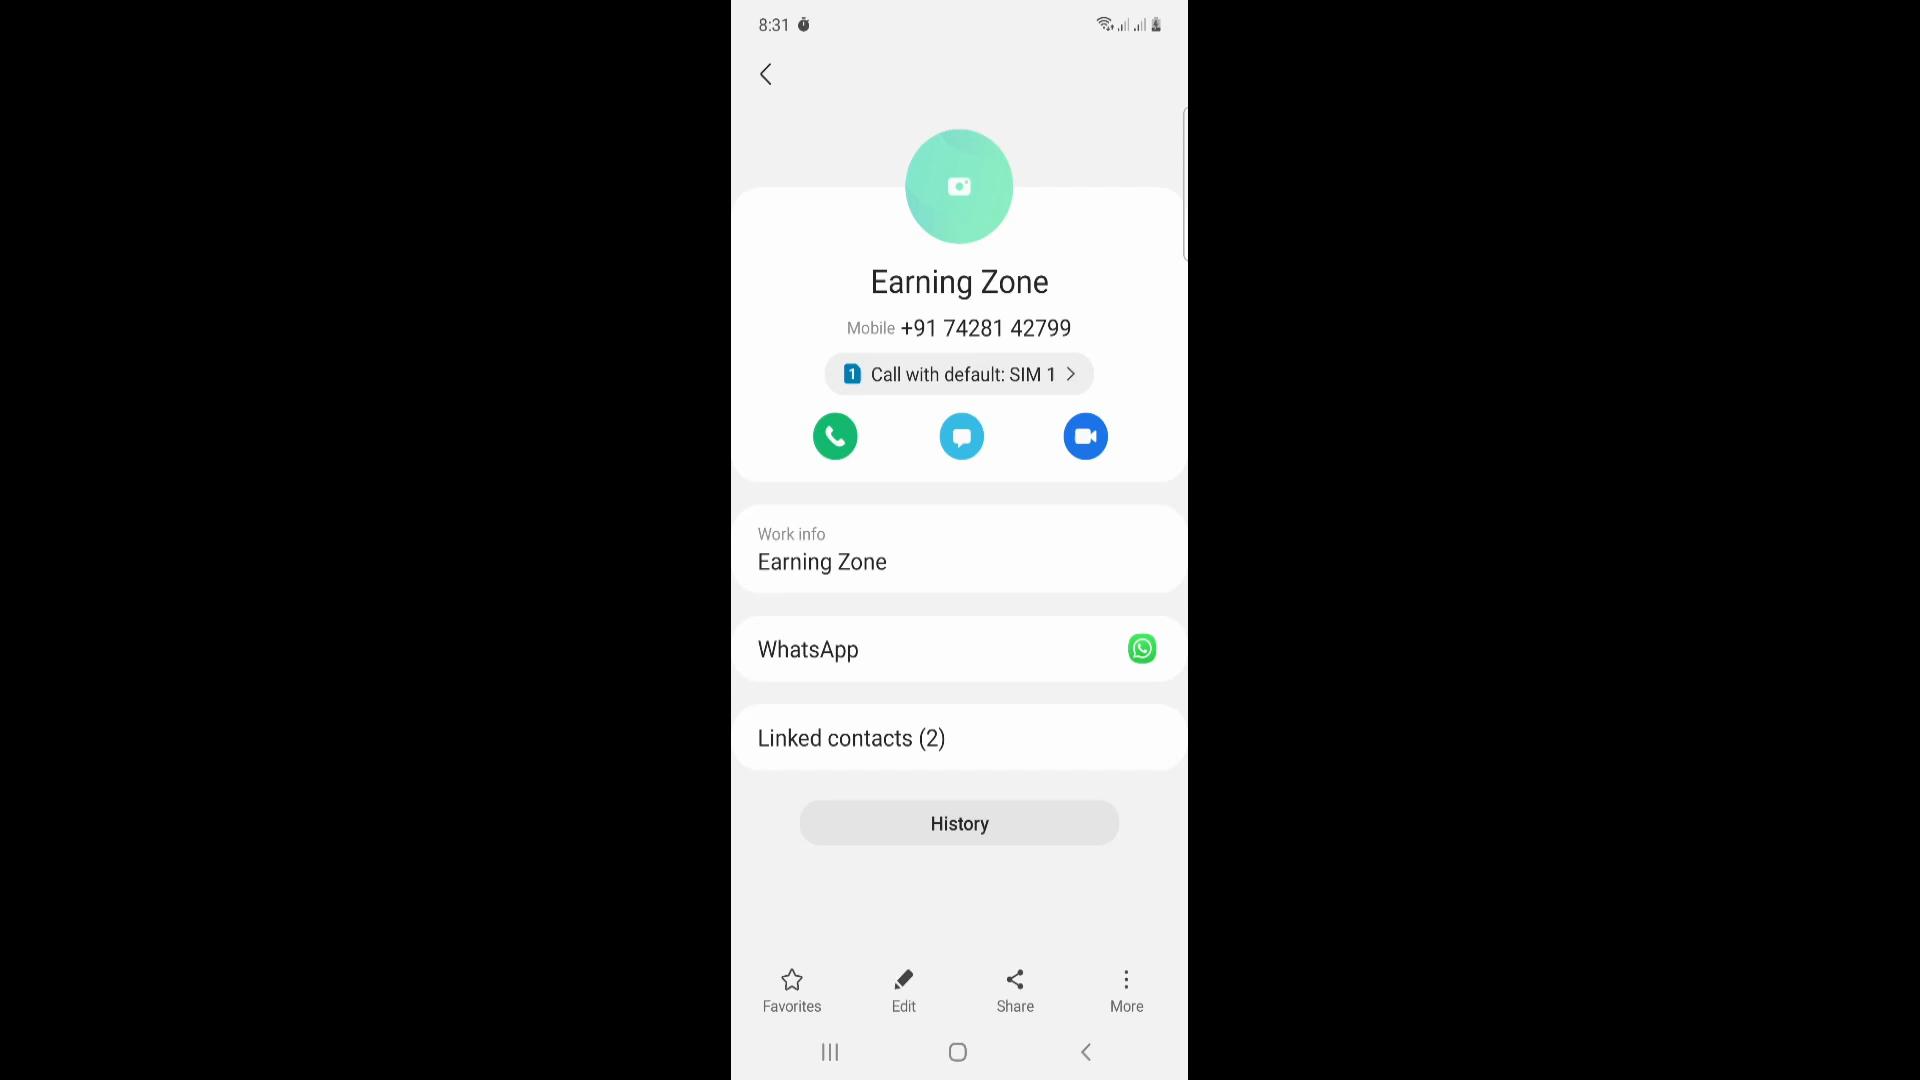 8:31
Earning Zone
Mobile +91 74281 42799
1 Call with default: SIM 1
Work info
Earning Zone
WhatsApp
Linked contacts (2)
History
Favorites Edit Share More